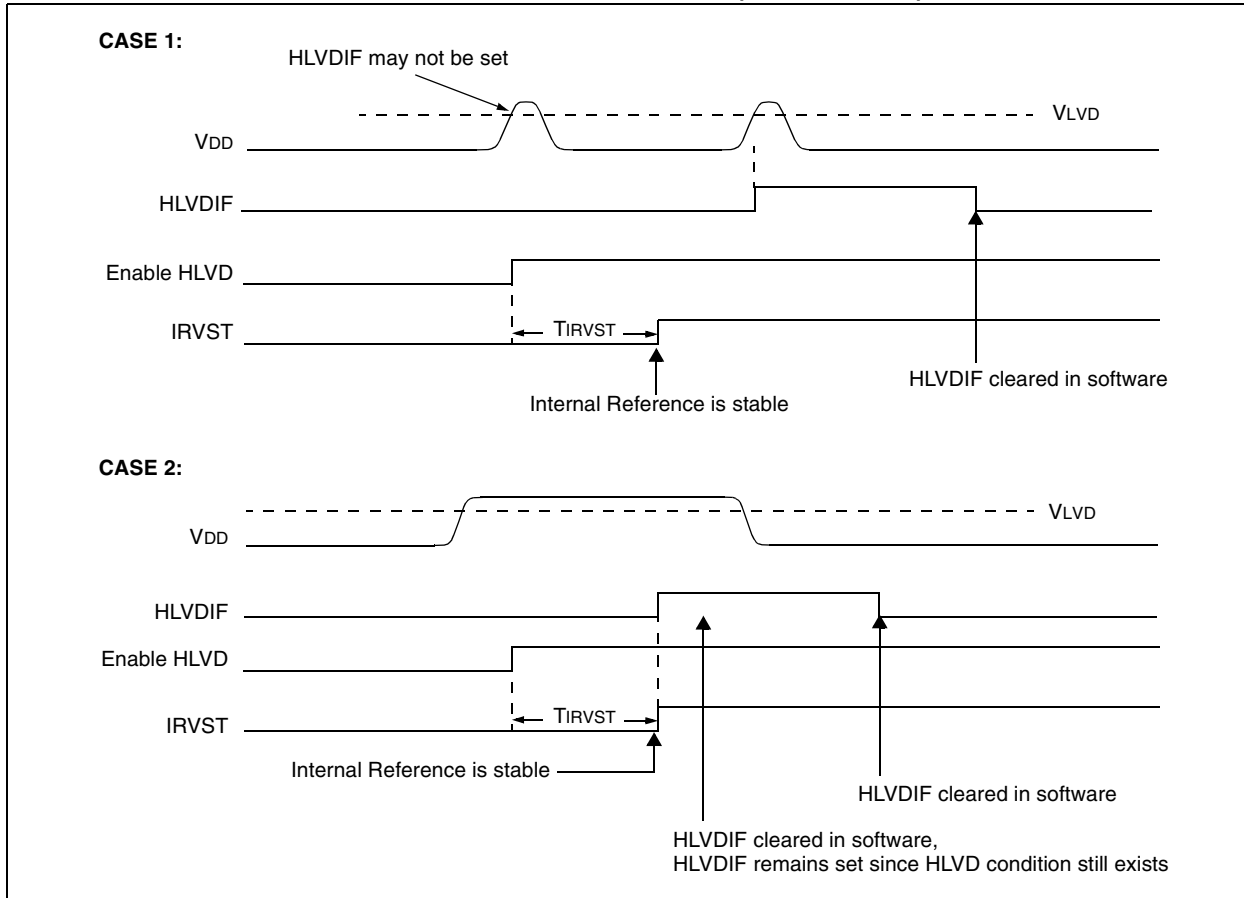 CASE 1:
HLVDIF may not be set
VLVD
VDD
HLVDIF
Enable HLVD
TIRVST
IRVST
HLVDIF cleared in software
Internal Reference is stable
CASE 2:
VLVD
VDD
HLVDIF
Enable HLVD
TIRVST
IRVST
Internal Reference is stable
HLVDIF cleared in software
HLVDIF cleared in software,
HLVDIF remains set since HLVD condition still exists